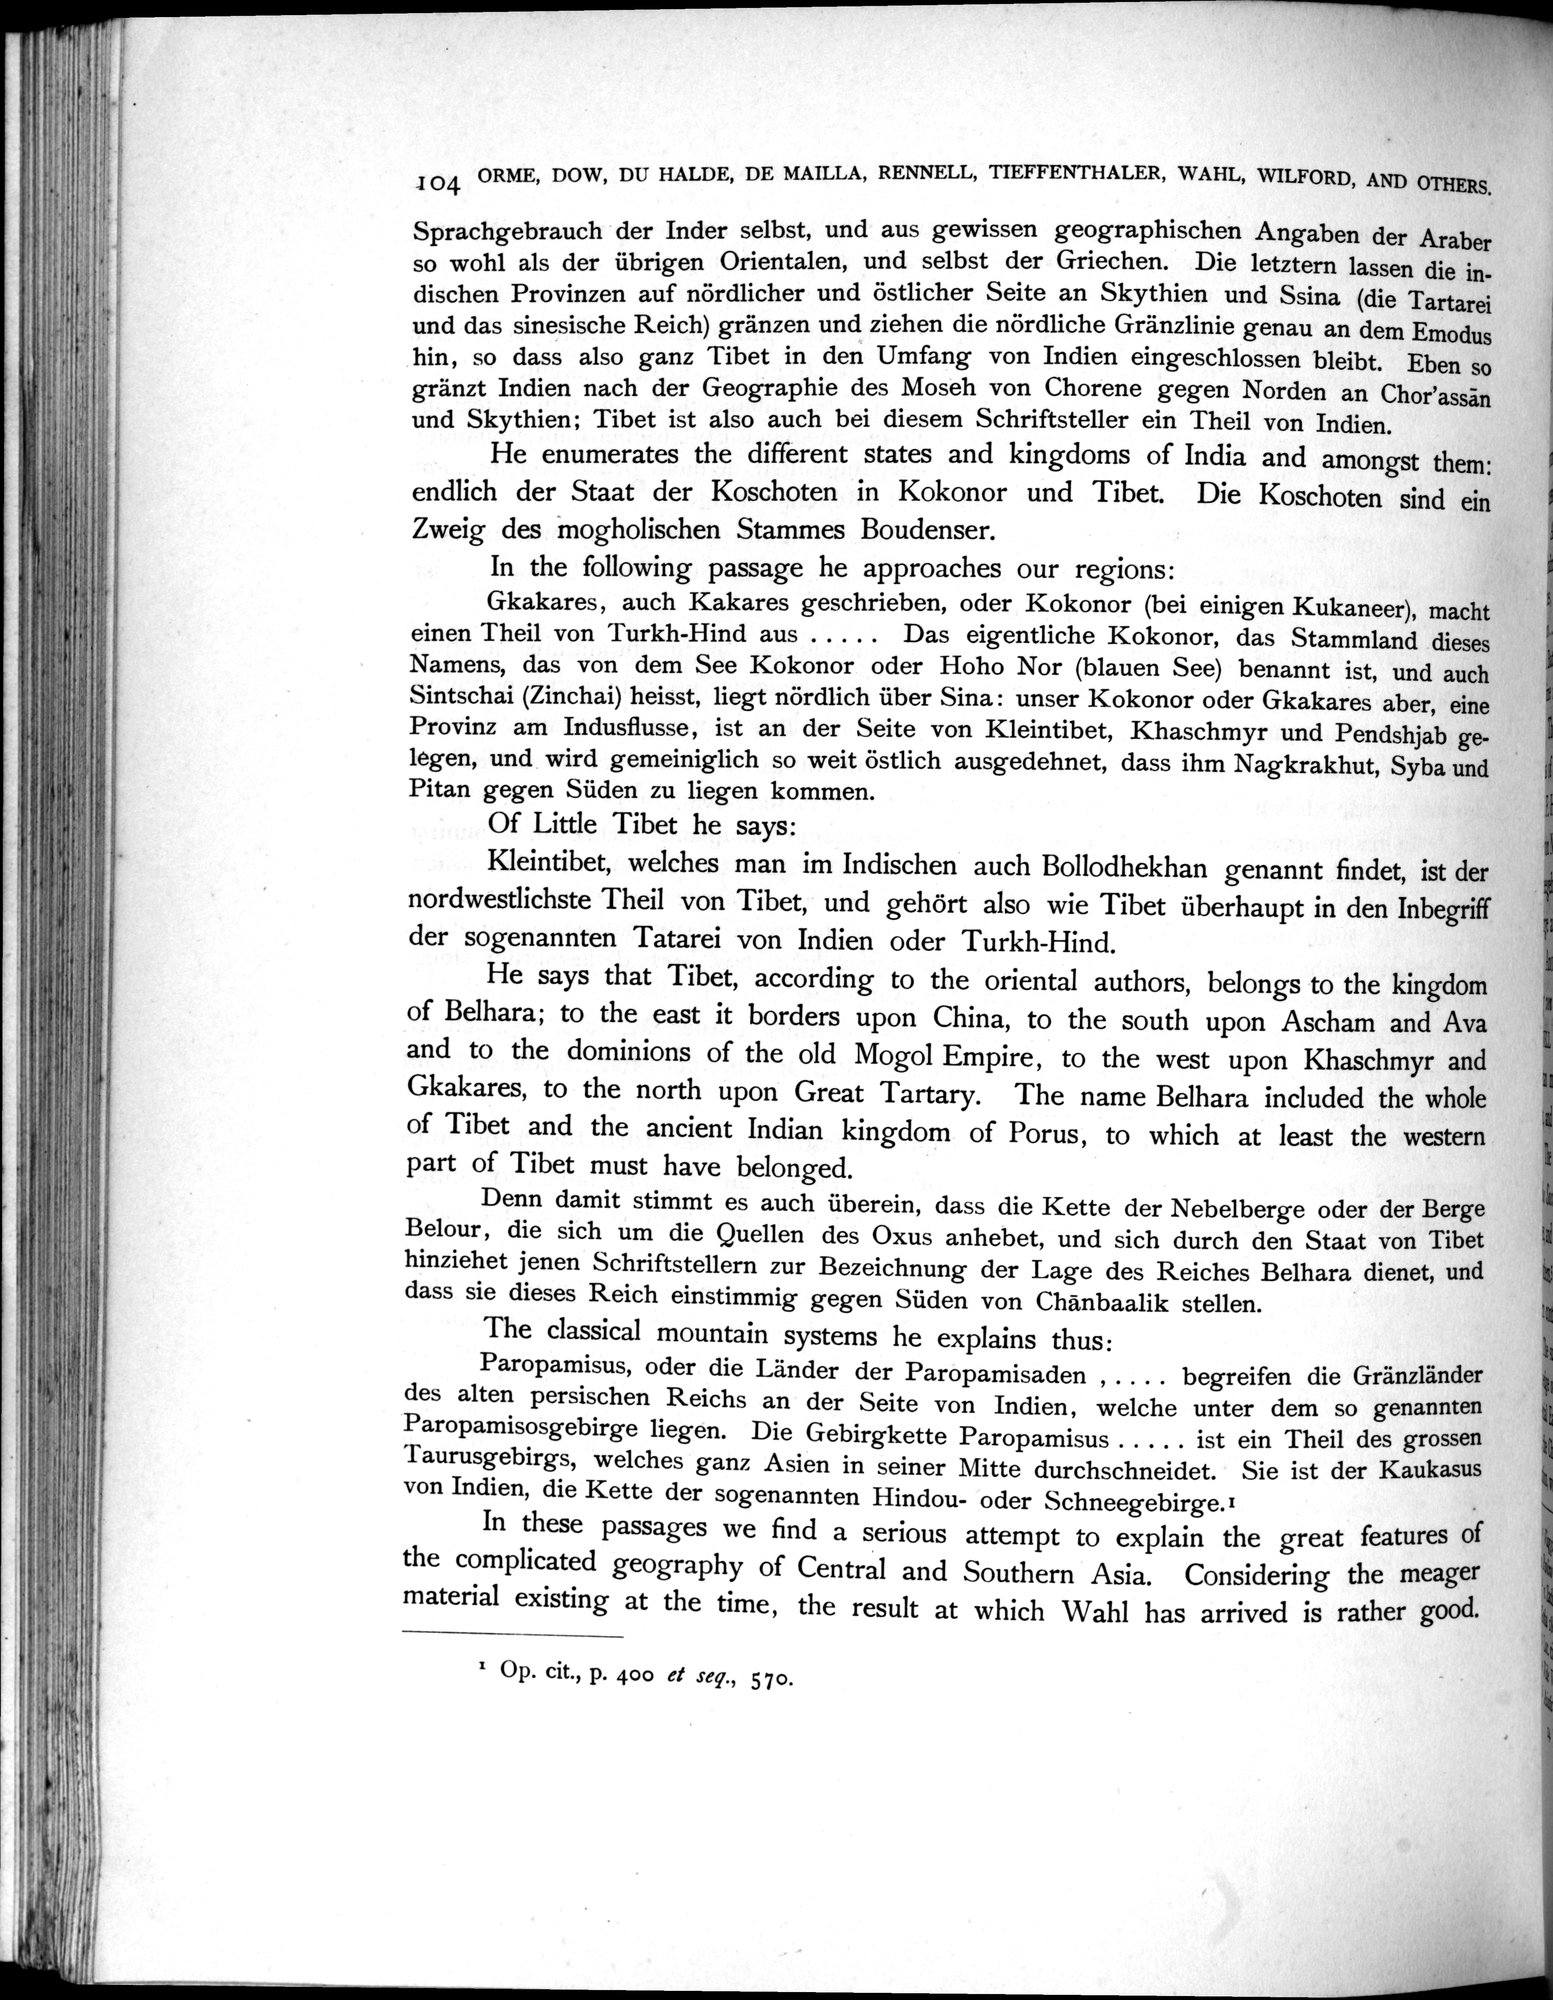 104 ORME, DOW, DU HALDE, DE MAILLA, RENNELL, TIEFFENTHALER, WAHL, WILFORD, AND OTHERS.
Sprachgebrauch der Inder selbst, und aus gewissen geographischen Angaben der Araber
so wohl als der übrigen Orientalen, und selbst der Griechen. Die letztern lassen die in-
dischen Provinzen auf nördlicher und östlicher Seite an Skythien und Ssina (die Tartarei
und das sinesische Reich) gränzen und ziehen die nördliche Gränzlinie genau an dem Emodus
hin, so dass also ganz Tibet in den Umfang von Indien eingeschlossen bleibt. Eben so
gränzt Indien nach der Geographie des Moseh von Chorene gegen Norden an Chor'assān
und Skythien; Tibet ist also auch bei diesem Schriftsteller ein Theil von Indien.
He enumerates the different states and kingdoms of India and amongst them:
endlich der Staat der Koschoten in Kokonor und Tibet. Die Koschoten sind ein
Zweig des mogholischen Stammes Boudenser.
In the following passage he approaches our regions:
Gkakares, auch Kakares geschrieben, oder Kokonor (bei einigen Kukaneer), macht
einen Theil von Turkh-Hind aus ..... Das eigentliche Kokonor, das Stammland dieses
Namens, das von dem See Kokonor oder Hoho Nor (blauen See) benannt ist, und auch
Sintschai (Zinchai) heisst, liegt nördlich über Sina: unser Kokonor oder Gkakares aber, eine
Provinz am Indusflusse, ist an der Seite von Kleintibet, Khaschmyr und Pendshjab ge-
legen, und wird gemeiniglich so weit östlich ausgedehnet, dass ihm Nagkrakhut, Syba und
Pitan gegen Süden zu liegen kommen.
Of Little Tibet he says:
Kleintibet, welches man im Indischen auch Bollodhekhan genannt findet, ist der
nordwestlichste Theil von Tibet, und gehört also wie Tibet überhaupt in den Inbegriff
der sogenannten Tatarei von Indien oder Turkh-Hind.
He says that Tibet, according to the oriental authors, belongs to the kingdom
of Belhara; to the east it borders upon China, to the south upon Ascham and Ava
and to the dominions of the old Mogol Empire, to the west upon Khaschmyr and
Gkakares, to the north upon Great Tartary. The name Belhara included the whole
of Tibet and the ancient Indian kingdom of Porus, to which at least the western
part of Tibet must have belonged.
Denn damit stimmt es auch überein, dass die Kette der Nebelberge oder der Berge
Belour, die sich um die Quellen des Oxus anhebet, und sich durch den Staat von Tibet
hinziehet jenen Schriftstellern zur Bezeichnung der Lage des Reiches Belhara dienet, und
dass sie dieses Reich einstimmig gegen Süden von Chānbaalik stellen.
The classical mountain systems he explains thus:
Paropamisus, oder die Länder der Paropamisaden ,.... begreifen die Gränzländer
des alten persischen Reichs an der Seite von Indien, welche unter dem so genannten
Paropamisosgebirge liegen. Die Gebirgkette Paropamisus ..... ist ein Theil des grossen
Taurusgebirgs, welches ganz Asien in seiner Mitte durchschneidet. Sie ist der Kaukasus
von Indien, die Kette der sogenannten Hindou- oder Schneegebirge.¹
In these passages we find a serious attempt to explain the great features of
the complicated geography of Central and Southern Asia. Considering the meager
material existing at the time, the result at which Wahl has arrived is rather good.
¹ Op. cit., p. 400 et seq., 570.